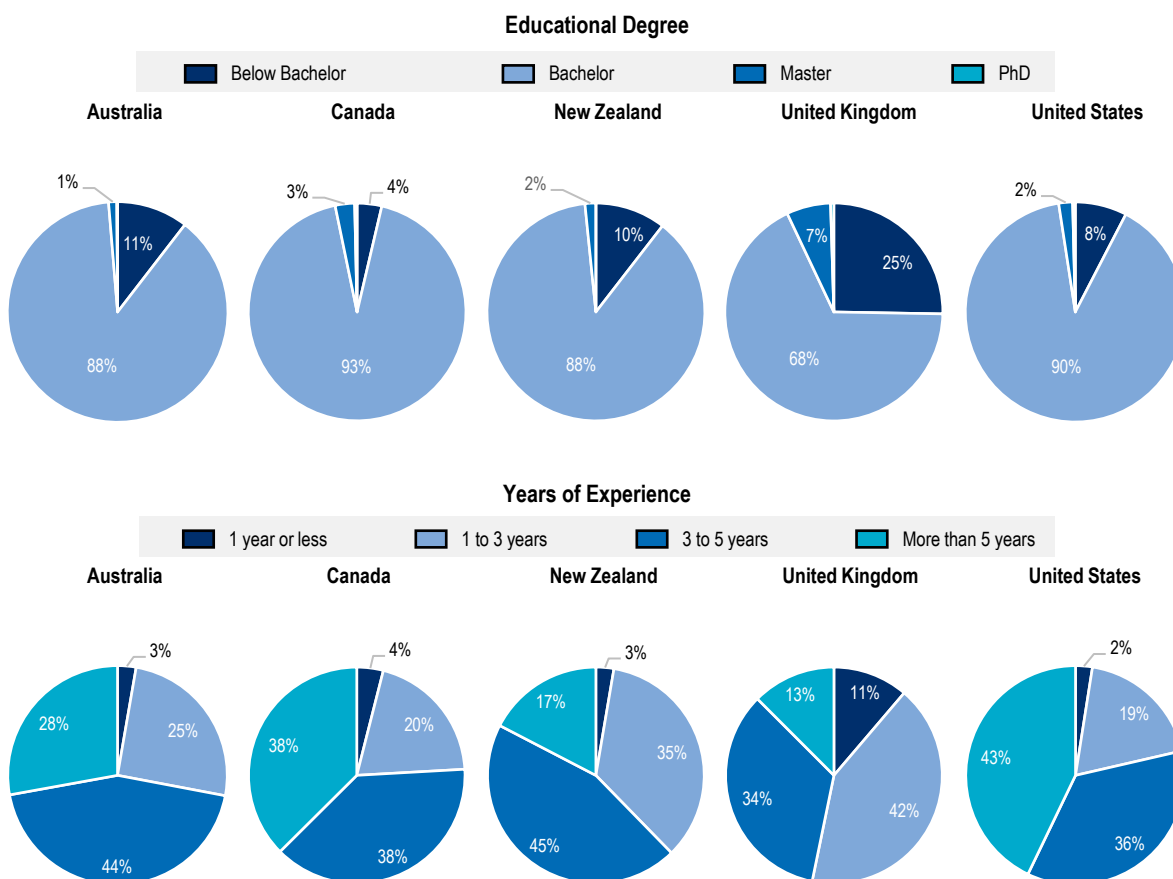 Educational Degree
Below Bachelor Bachelor Master PhD
Australia Canada New Zealand United Kingdom United States
1% 11% 88%
3% 4% 93%
2% 10% 88%
7% 25% 68%
2% 8% 90%
Years of Experience
1 year or less 1 to 3 years 3 to 5 years More than 5 years
Australia Canada New Zealand United Kingdom United States
3% 28% 25% 44%
4% 20% 38% 38%
3% 17% 35% 45%
13% 11% 34% 42%
2% 19% 43% 36%